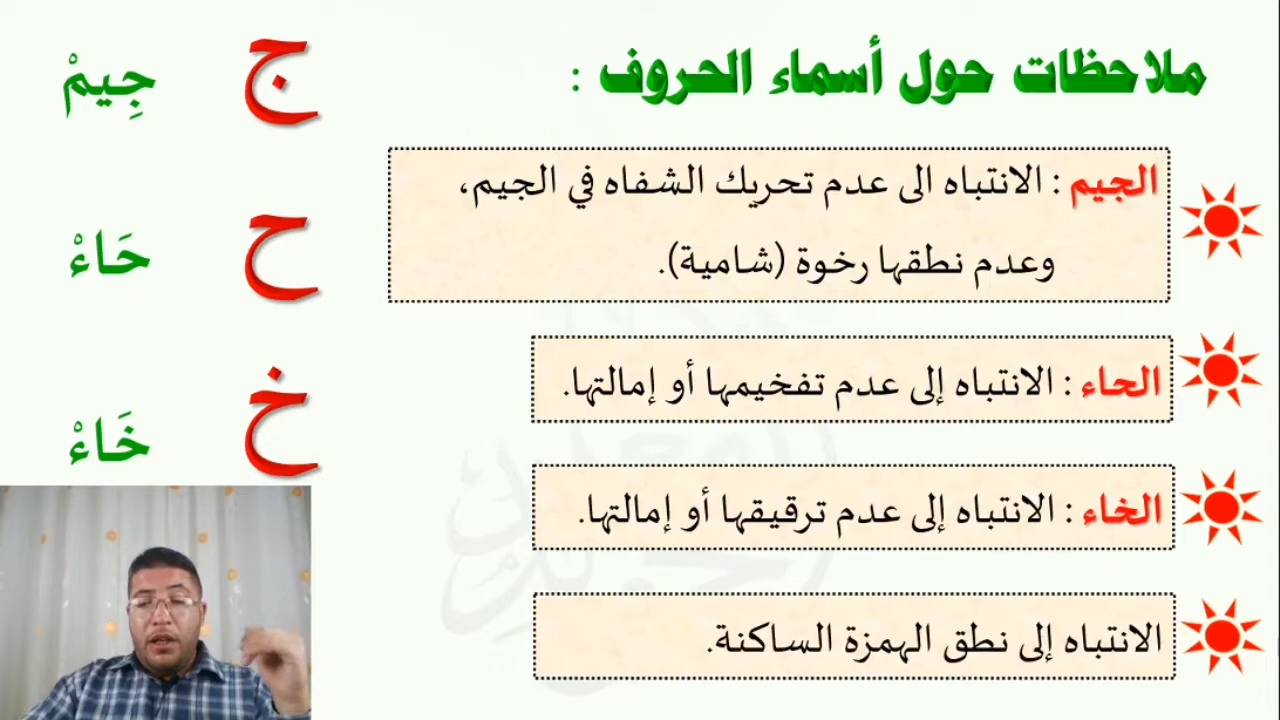 ملاحظات حول أسماء الحروف :
ج جِيمْ
الجيم : الانتباه الى عدم تحريك الشفاه في الجيم،
وعدم نطقها رخوة (شامية).
ح حَاءْ
الحاء : الانتباه إلى عدم تفخيمها أو إمالتها.
خ خَاءْ
الخاء : الانتباه إلى عدم ترقيقها أو إمالتها.
الانتباه إلى نطق الهمزة الساكنة.